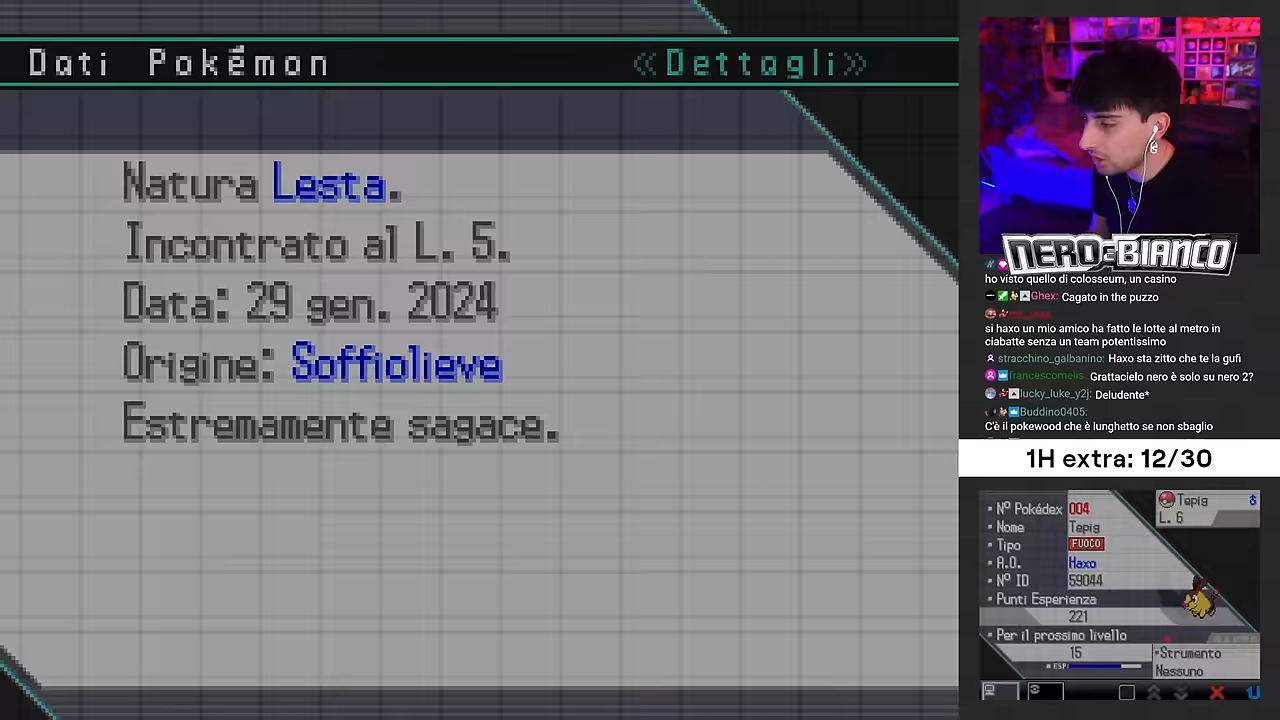 Dati Pokémon
«Dettagli»
Natura Lesta.
Incontrato al L. 5.
Data: 29 gen. 2024
Origine: Soffiolieve
Estremamente sagace.
NERO E BIANCO
ho visto quello di colosseum, un casino
Ghex: Cagato in the puzzo
si haxo un mio amico ha fatto le lotte al metro in
ciabatte senza un team potentissimo
stracchino_galbanino: Haxo sta zitto che te la gufi
francescomelis: Grattacielo nero è solo su nero 2?
lucky_luke_y2j: Deludente*
Buddino0405:
C'è il pokewood che è lunghetto se non sbaglio
1H extra: 12/30
Tepig ♂
L. 6
Nº Pokédex 004
Nome Tepig
Tipo FUOCO
A.O. Haxo
Nº ID 59044
Punti Esperienza
221
Per il prossimo livello
15
ESP
Strumento
Nessuno